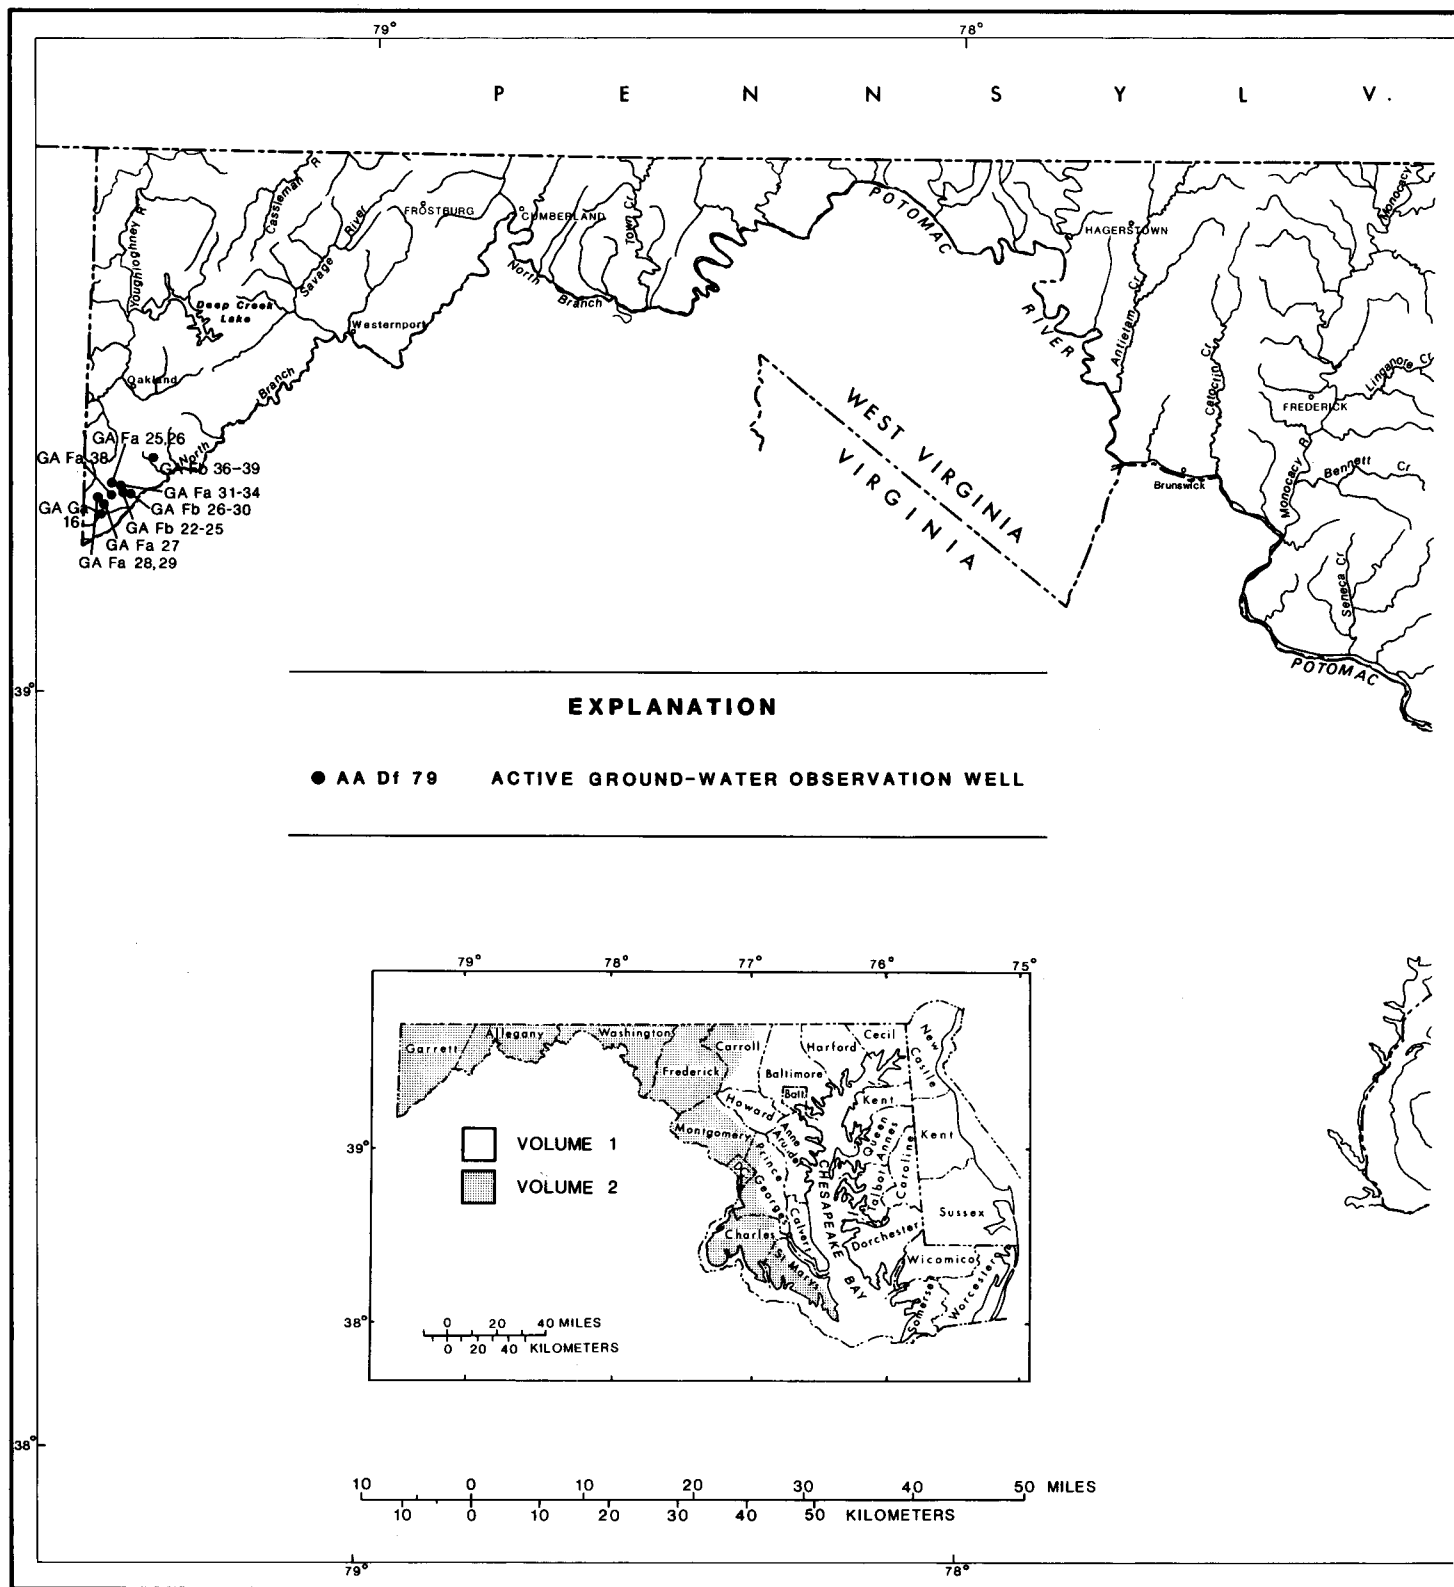 79°
78°
P E N N S Y L V .
Youghioghney R
Casselman R
Savage River
FROSTBURG
CUMBERLAND
Town Cr
North Branch
POTOMAC
RIVER
HAGERSTOWN
Antietam Cr
Catoctin Cr
Monocacy
Linganore Cr
FREDERICK
Monocacy R
Bennett Cr
Brunswick
Seneca Cr
POTOMAC
Deep Creek
Lake
Westernport
Oakland
North Branch
WEST VIRGINIA
VIRGINIA
GA Fa 25,26
GA Fa 38
GA Fb 36-39
GA Fa 31-34
GA Ga
16
GA Fb 26-30
GA Fb 22-25
GA Fa 27
GA Fa 28,29
39°
EXPLANATION
AA Df 79 ACTIVE GROUND-WATER OBSERVATION WELL
79° 78° 77° 76° 75°
Garrett
Allegany
Washington
Frederick
Carroll
Baltimore
Balt
Harford
Cecil
New Castle
Howard
Montgomery
Anne Arundel
Prince Georges
DC
Kent
Queen Annes
Talbot
Caroline
Kent
Sussex
Calvert
Charles
St Marys
CHESAPEAKE BAY
Dorchester
Wicomico
Somerset
Worcester
39°
38°
VOLUME 1
VOLUME 2
0 20 40 MILES
0 20 40 KILOMETERS
38°
10 0 10 20 30 40 50 MILES
10 0 10 20 30 40 50 KILOMETERS
79°
78°